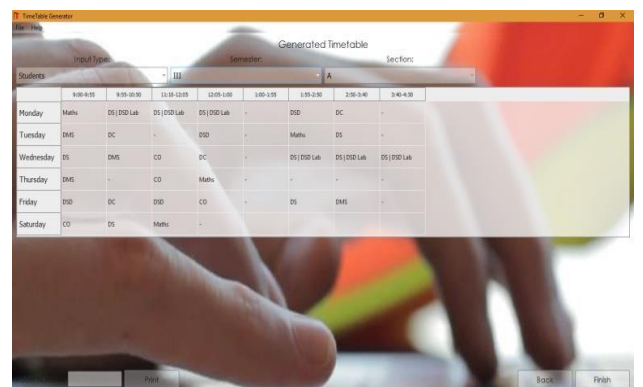 TimeTable Generator
File Help
Generated Timetable
Input Type: Semester: Section:
Students III A
9:00-9:55 9:55-10:50 11:10-12:05 12:05-1:00 1:00-1:55 1:55-2:50 2:50-3:40 3:40-4:30
Monday Maths DS|DSD Lab DS|DSD Lab DS|DSD Lab - DSD DC -
Tuesday DMS DC - DSD - Maths DS -
Wednesday DS DMS CO DC - DS|DSD Lab DS|DSD Lab DS|DSD Lab
Thursday DMS - CO Maths - - - -
Friday DSD DC DSD CO - DS DMS -
Saturday CO DS Maths -
Print Back Finish